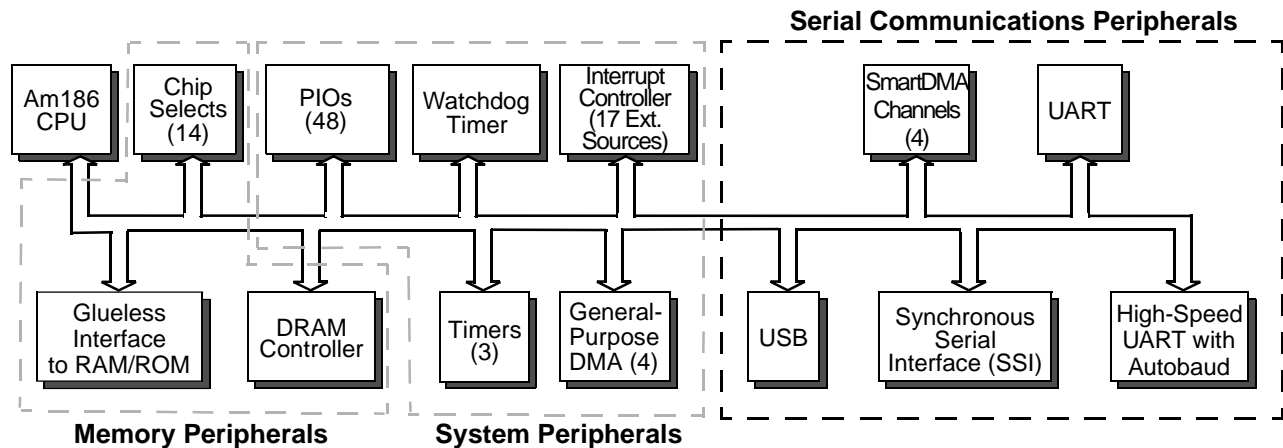 Serial Communications Peripherals
Am186
CPU
Chip
Selects
(14)
PIOs
(48)
Watchdog
Timer
Interrupt
Controller
(17 Ext.
Sources)
SmartDMA
Channels
(4)
UART
Glueless
Interface
to RAM/ROM
DRAM
Controller
Timers
(3)
General-
Purpose
DMA (4)
USB
Synchronous
Serial
Interface (SSI)
High-Speed
UART with
Autobaud
Memory Peripherals
System Peripherals